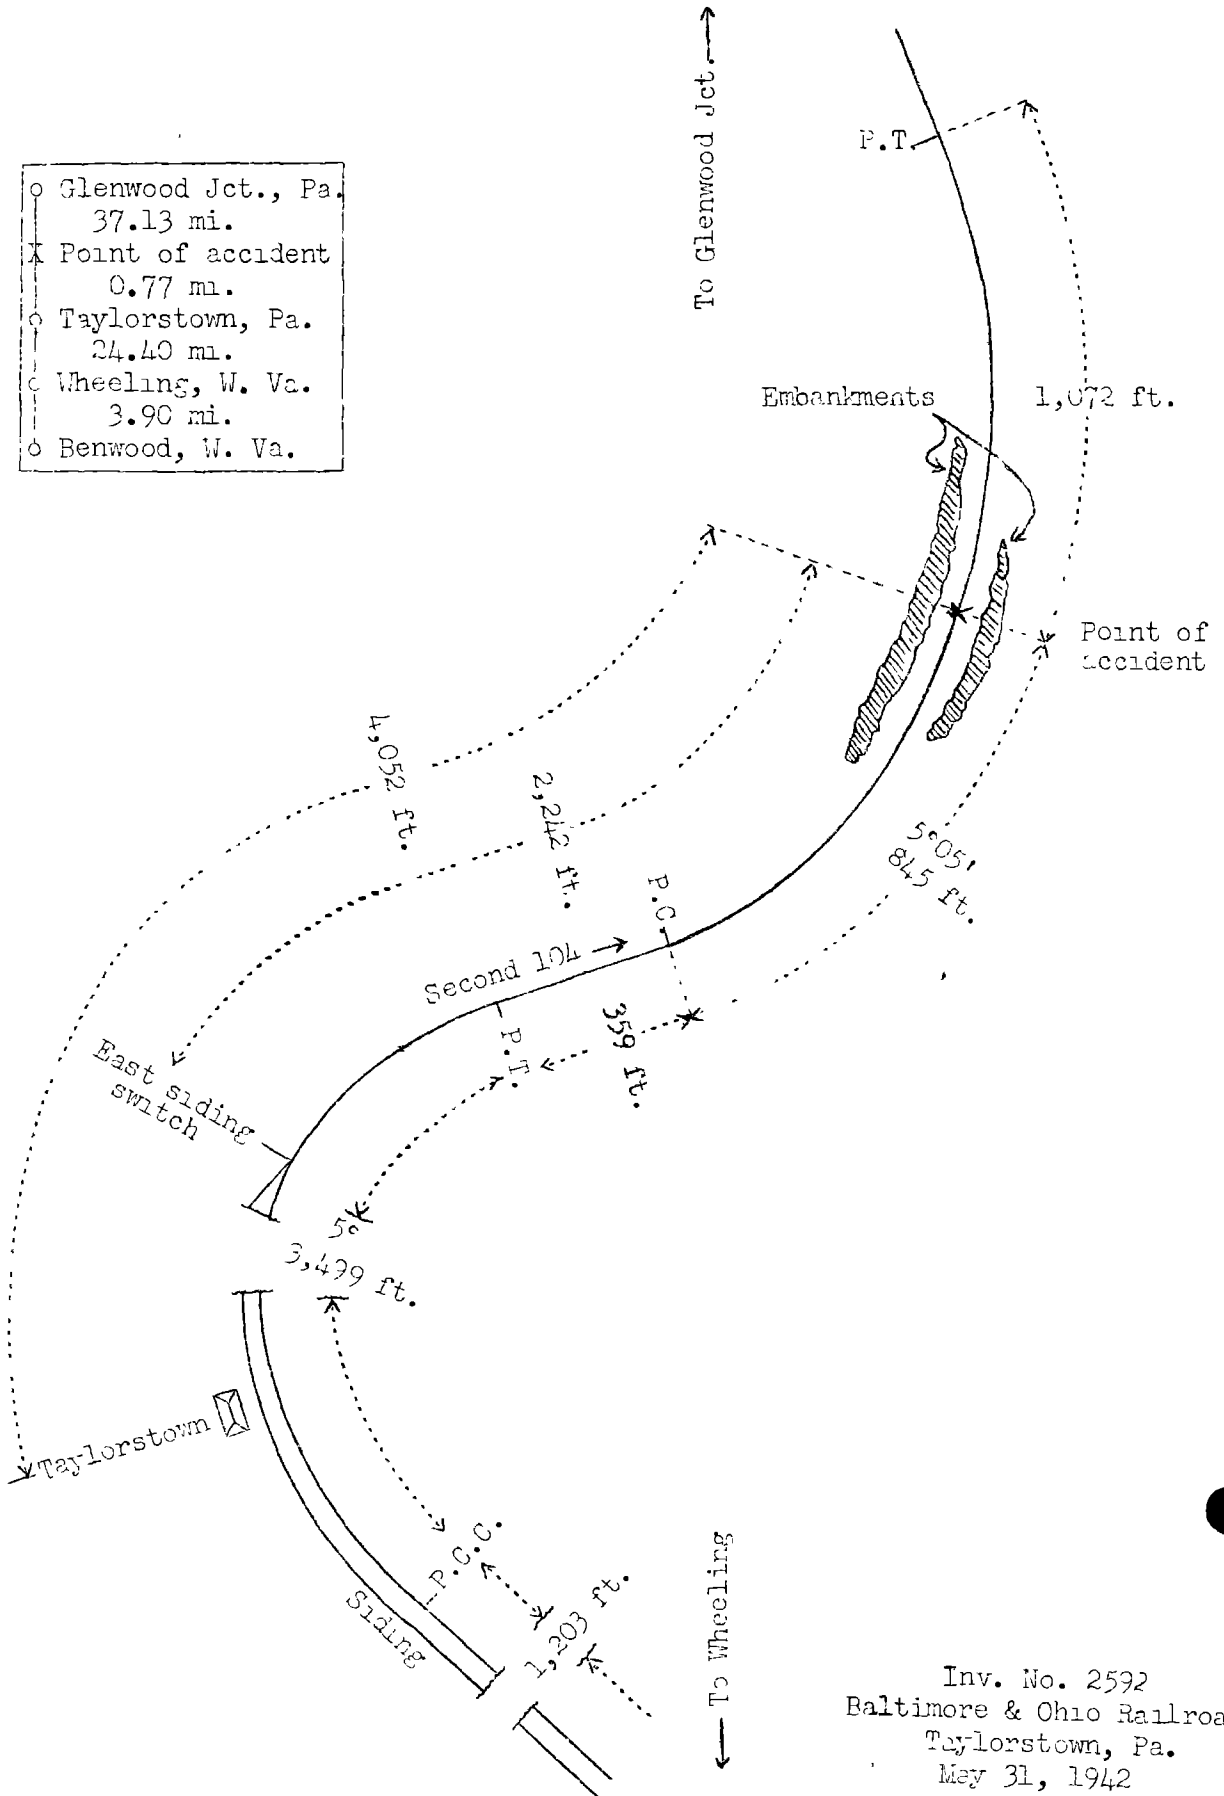 To Glenwood Jct.
P.T.
Glenwood Jct., Pa.
37.13 mi.
X Point of accident
0.77 mi.
Taylorstown, Pa.
24.40 mi.
Wheeling, W. Va.
3.90 mi.
Benwood, W. Va.
Embankments
1,072 ft.
Point of
accident
4,052 ft.
2,242 ft.
5°05'
845 ft.
P.C.
Second 104
P.T.
359 ft.
East siding
switch
5°
3,499 ft.
Taylorstown
P.C.C.
Siding
1,203 ft.
To Wheeling
Inv. No. 2592
Baltimore & Ohio Railroa
Taylorstown, Pa.
May 31, 1942